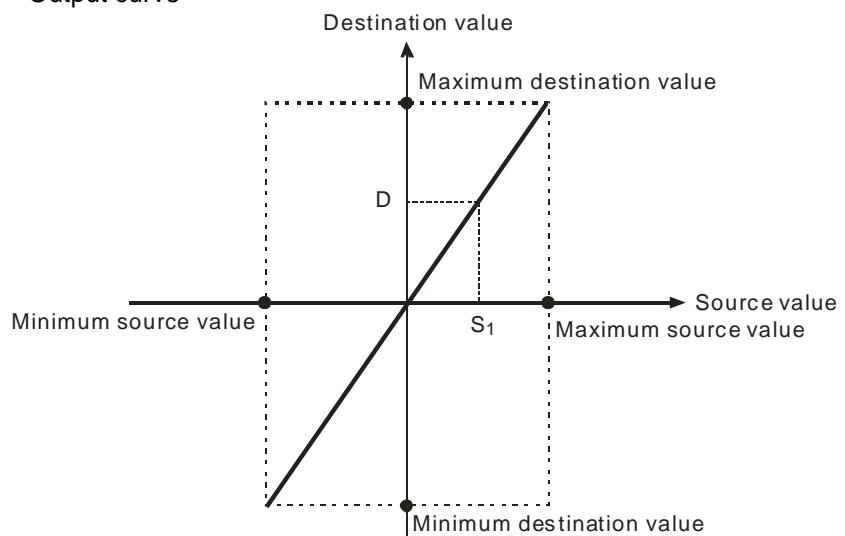 Output curve
Destination value
Maximum destination value
D
Source value
Minimum source value
S1
Maximum source value
Minimum destination value